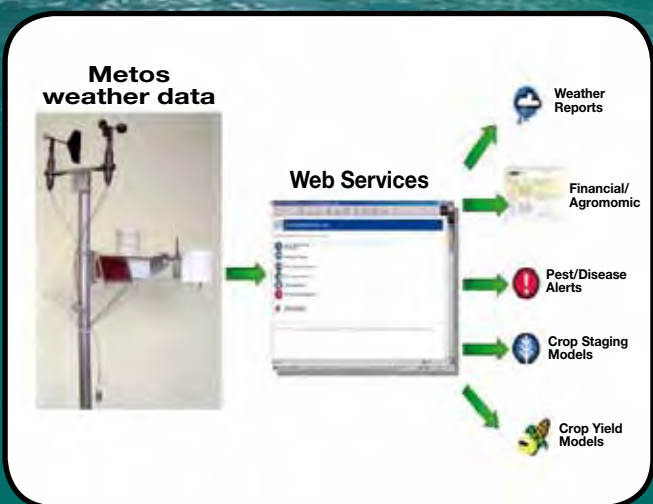 Metos
weather data
Web Services
Weather
Reports
Financial/
Agromomic
Pest/Disease
Alerts
Crop Staging
Models
Crop Yield
Models